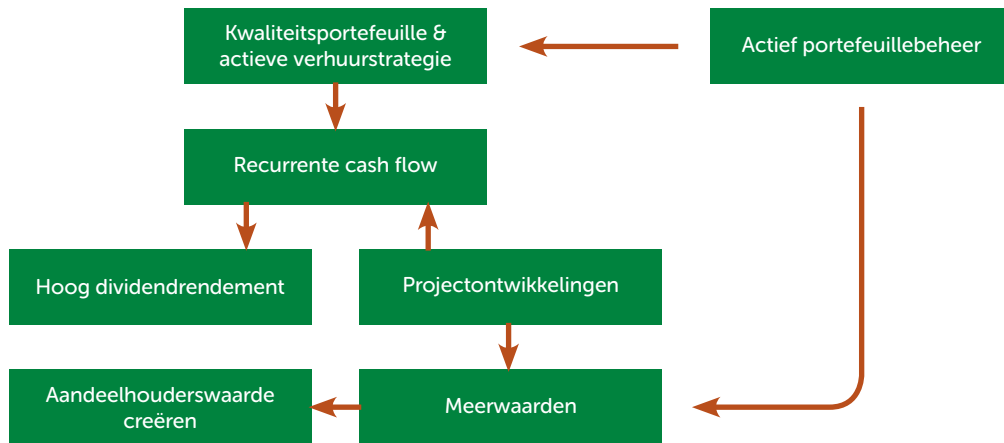 Kwaliteitsportefeuille &
actieve verhuurstrategie
Actief portefeuillebeheer
Recurrente cash flow
Hoog dividendrendement
Projectontwikkelingen
Aandeelhouderswaarde
creëren
Meerwaarden